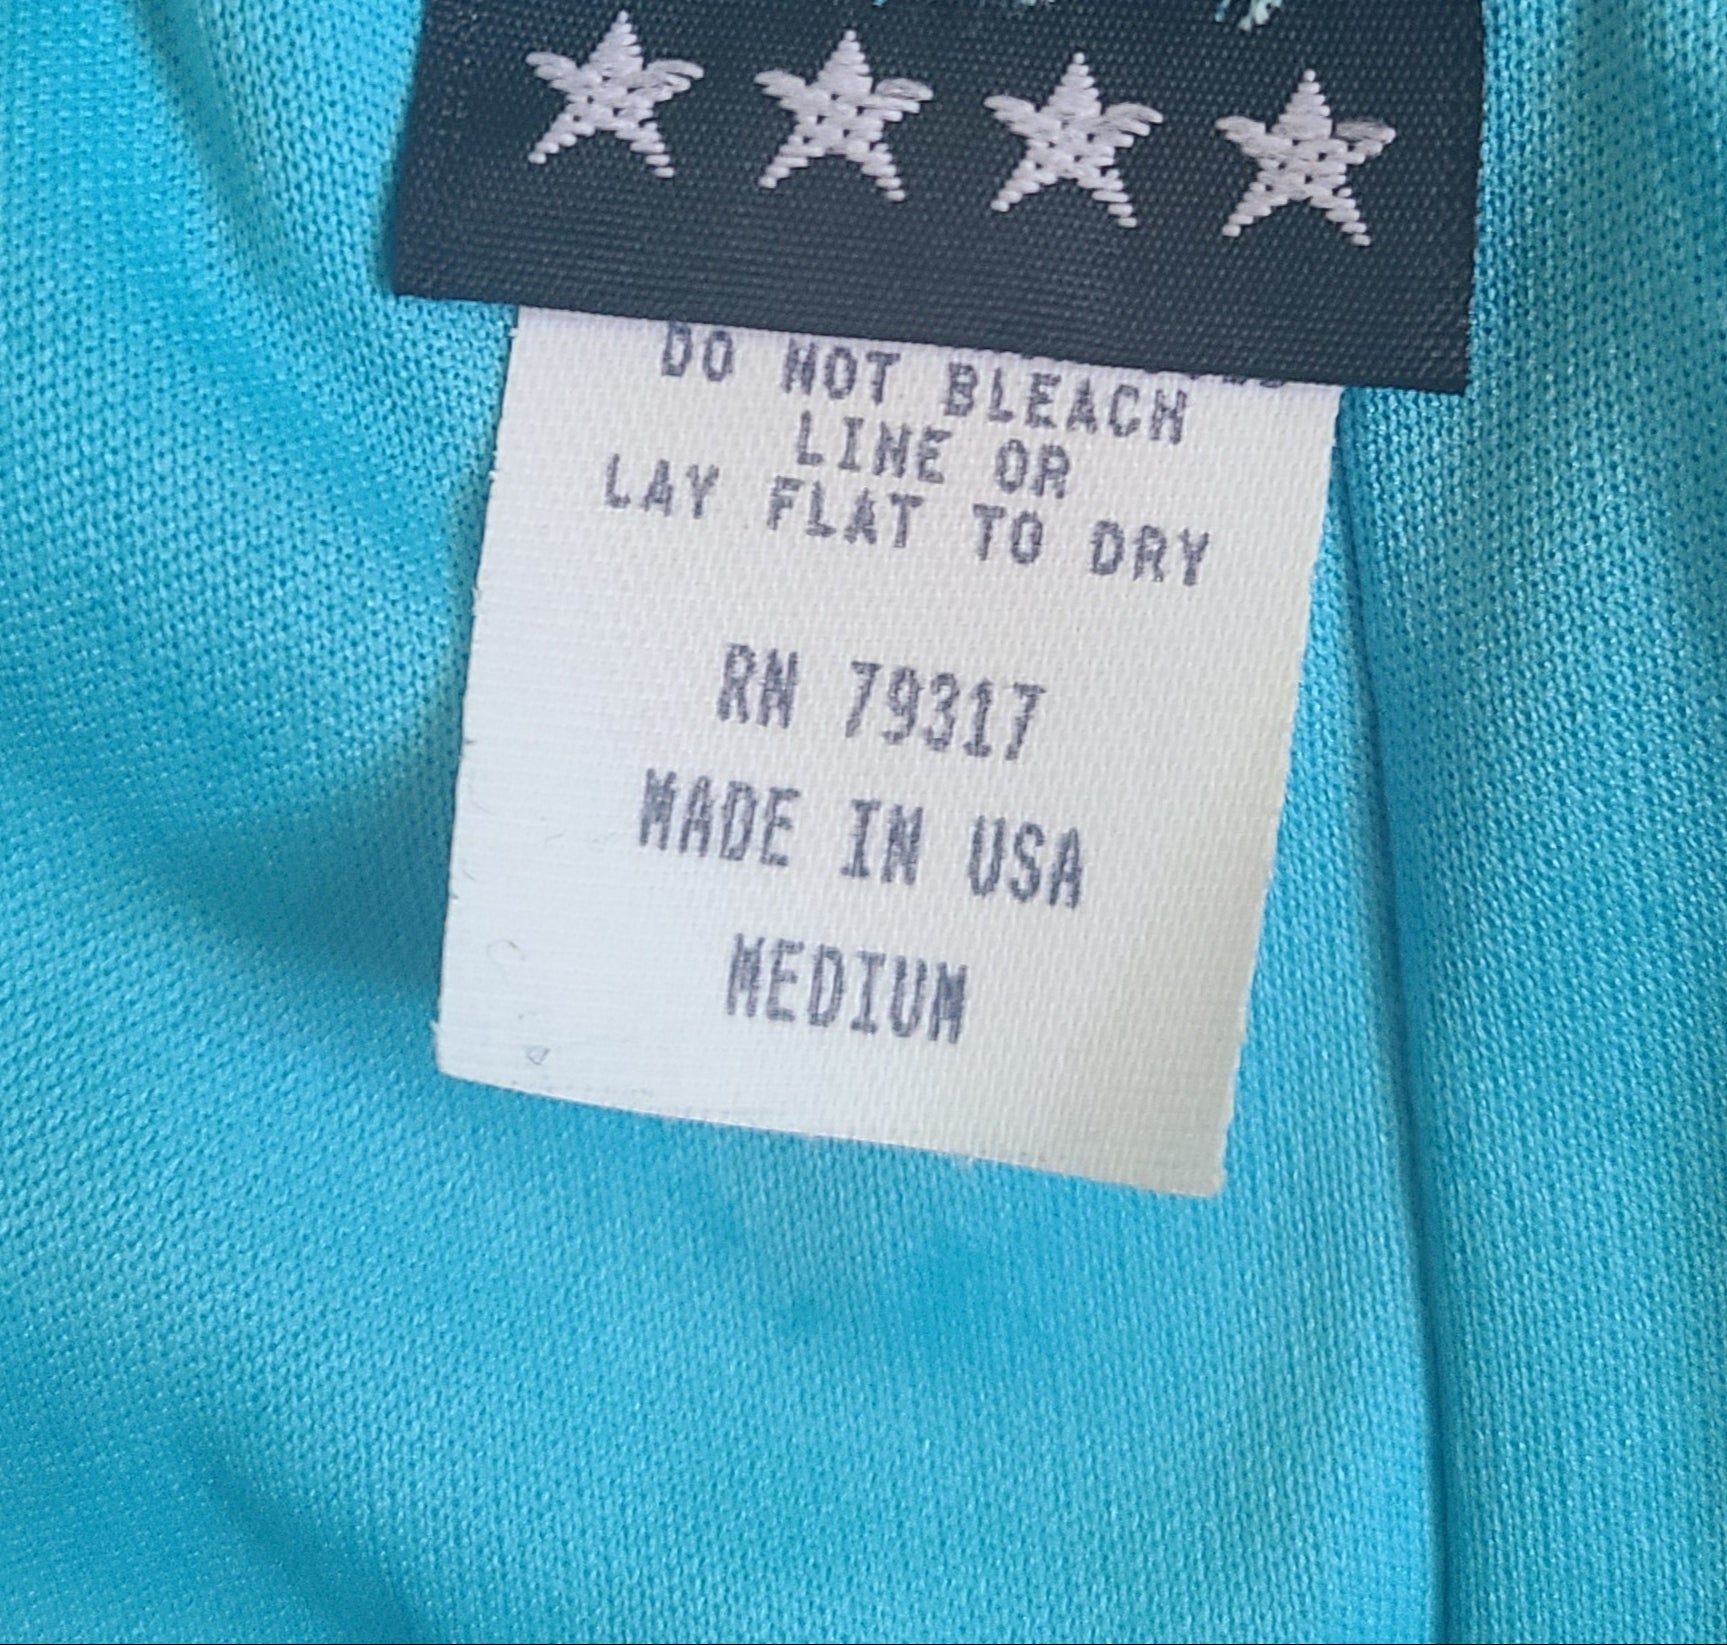 DO NOT BLEACH
LINE OR
LAY FLAT TO DRY
RN 79317
MADE IN USA
MEDIUM